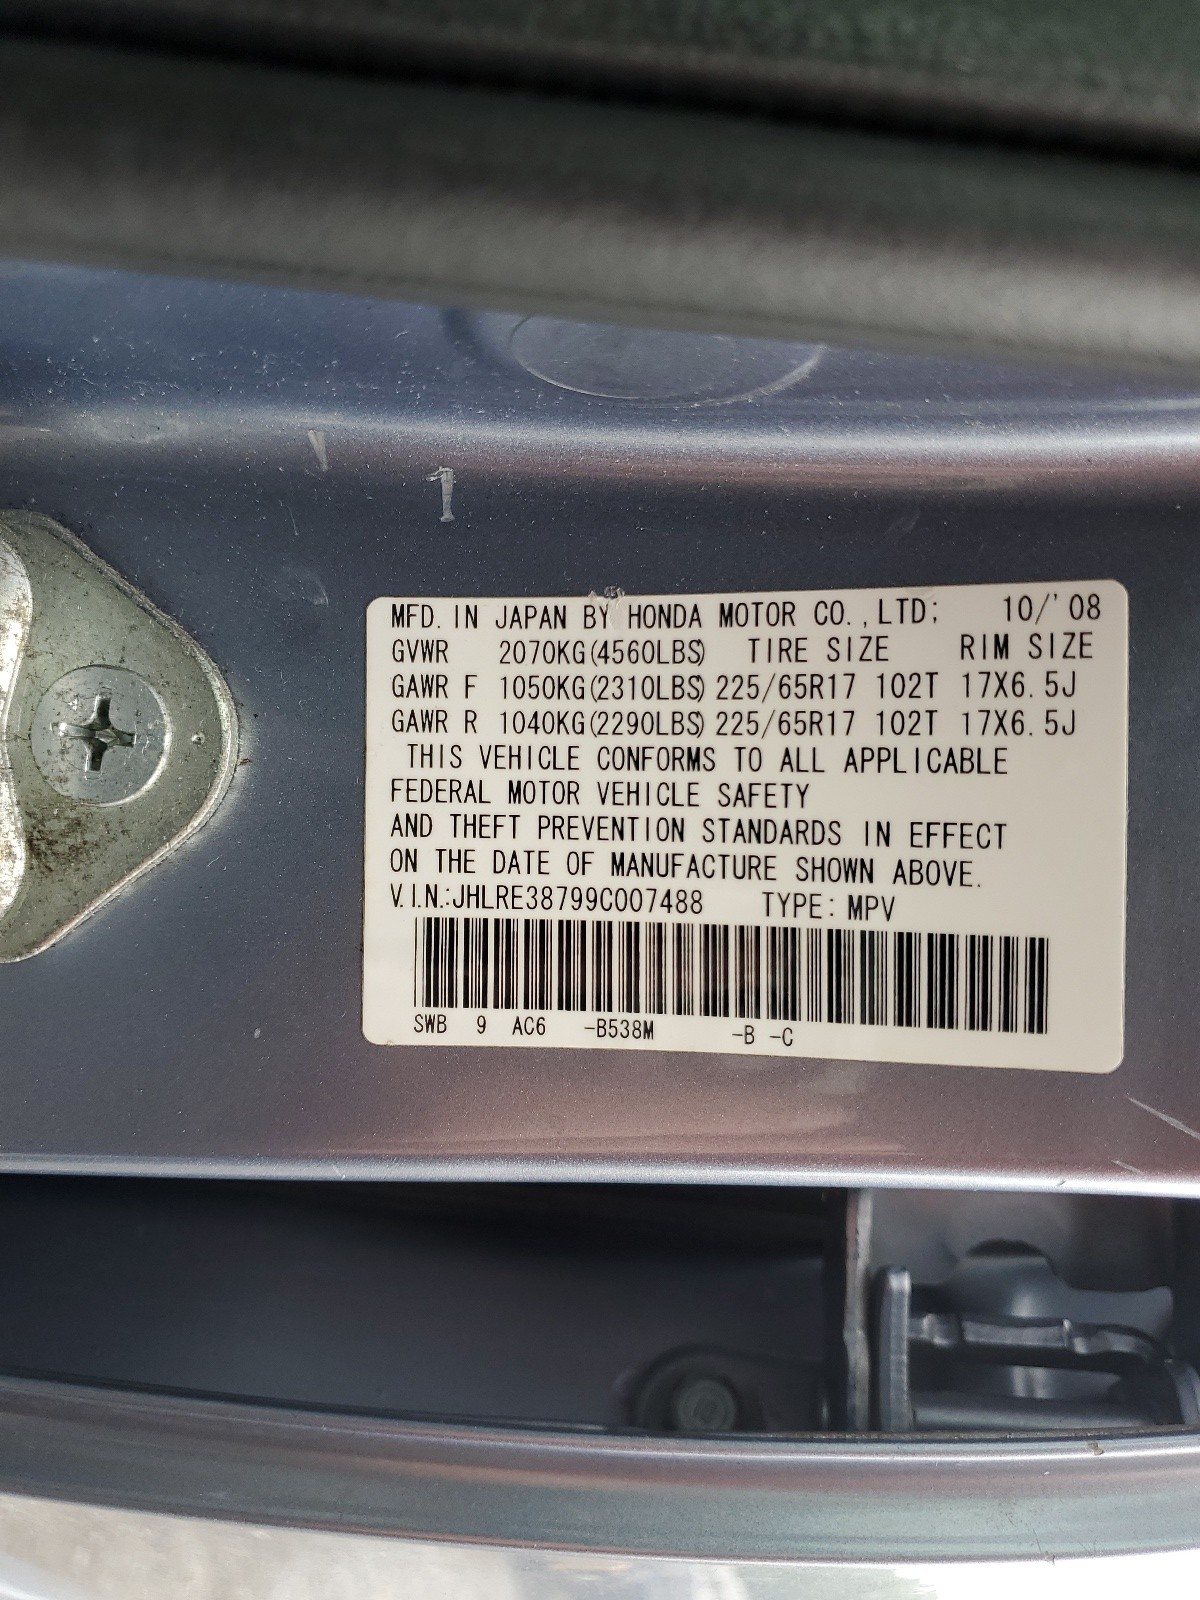 1
MFD. IN JAPAN BY HONDA MOTOR CO., LTD; 10/'08
GVWR 2070KG(4560LBS) TIRE SIZE RIM SIZE
GAWR F 1050KG(2310LBS) 225/65R17 102T 17X6.5J
GAWR R 1040KG(2290LBS) 225/65R17 102T 17X6.5J
THIS VEHICLE CONFORMS TO ALL APPLICABLE
FEDERAL MOTOR VEHICLE SAFETY
AND THEFT PREVENTION STANDARDS IN EFFECT
ON THE DATE OF MANUFACTURE SHOWN ABOVE.
V.I.N.:JHLRE38799C007488 TYPE: MPV
SWB 9 AC6 -B538M -B -C